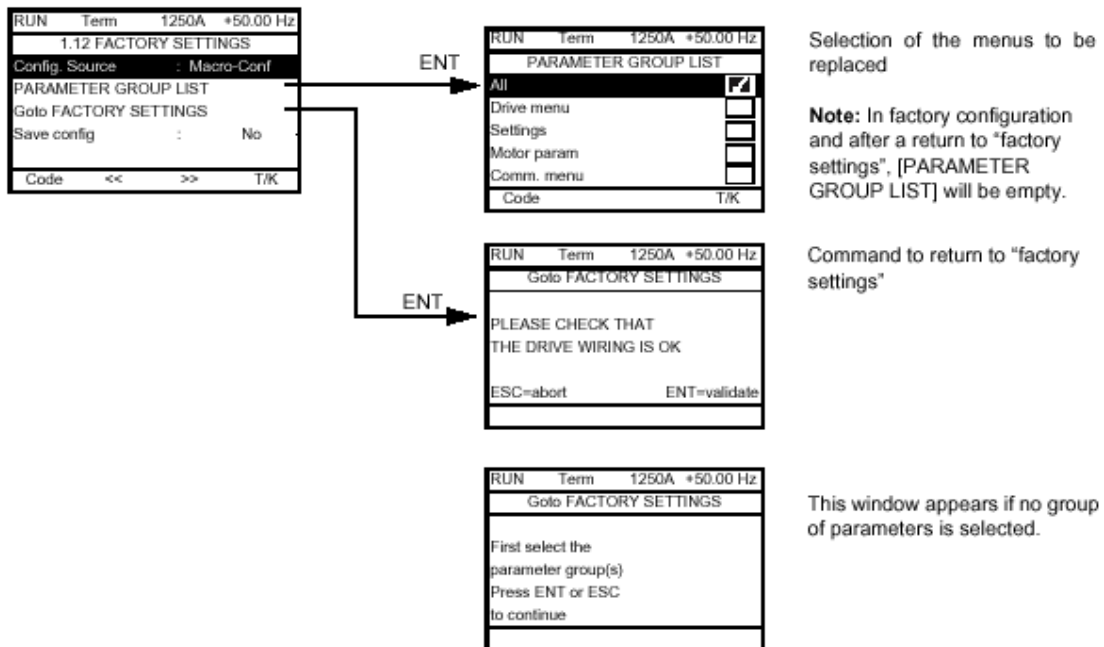 RUN Term 1250A +50.00 Hz
1.12 FACTORY SETTINGS
Config. Source : Macro-Conf
PARAMETER GROUP LIST
Goto FACTORY SETTINGS
Save config : No
Code << >> T/K
ENT
RUN Term 1250A +50.00 Hz
PARAMETER GROUP LIST
All
Drive menu
Settings
Motor param
Comm. menu
Code T/K
Selection of the menus to be
replaced
Note: In factory configuration
and after a return to “factory
settings”, [PARAMETER
GROUP LIST] will be empty.
ENT
RUN Term 1250A +50.00 Hz
Goto FACTORY SETTINGS
PLEASE CHECK THAT
THE DRIVE WIRING IS OK
ESC=abort ENT=validate
Command to return to “factory
settings”
RUN Term 1250A +50.00 Hz
Goto FACTORY SETTINGS
First select the
parameter group(s)
Press ENT or ESC
to continue
This window appears if no group
of parameters is selected.